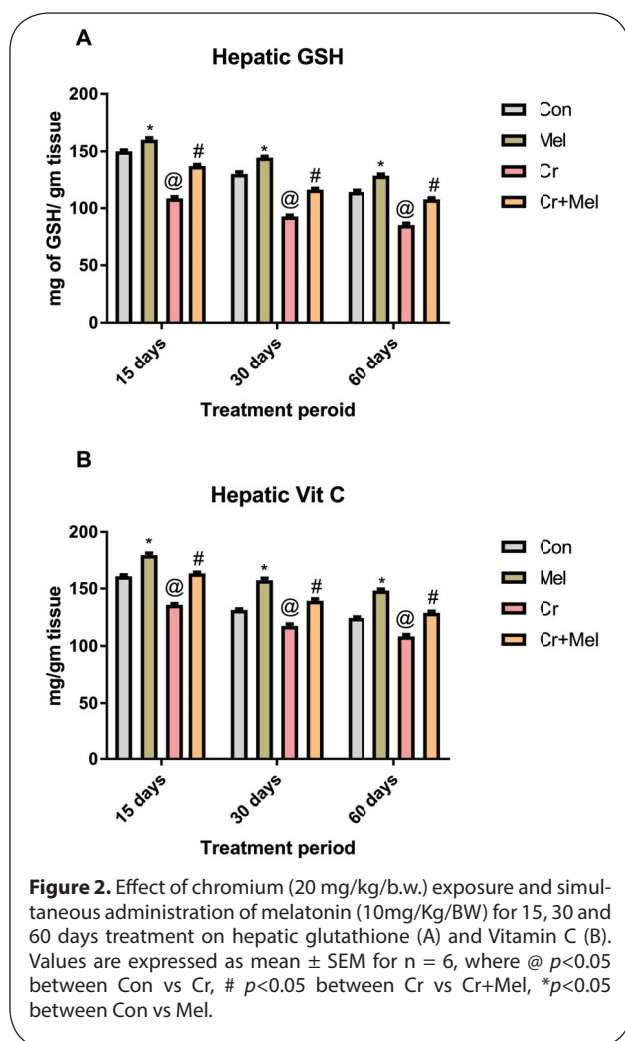 A
Hepatic GSH
200
150
100
50
0
mg of GSH/ gm tissue
*
@
#
*
@
#
*
@
#
Con
Mel
Cr
Cr+Mel
15 days
30 days
60 days
Treatment peroid
B
Hepatic Vit C
200
150
100
50
0
mg/gm tissue
*
@
#
*
@
#
*
@
#
Con
Mel
Cr
Cr+Mel
15 days
30 days
60 days
Treatment period
Figure 2. Effect of chromium (20 mg/kg/b.w.) exposure and simul-
taneous administration of melatonin (10mg/Kg/BW) for 15, 30 and
60 days treatment on hepatic glutathione (A) and Vitamin C (B).
Values are expressed as mean ± SEM for n = 6, where @ p<0.05
between Con vs Cr, # p<0.05 between Cr vs Cr+Mel, *p<0.05
between Con vs Mel.